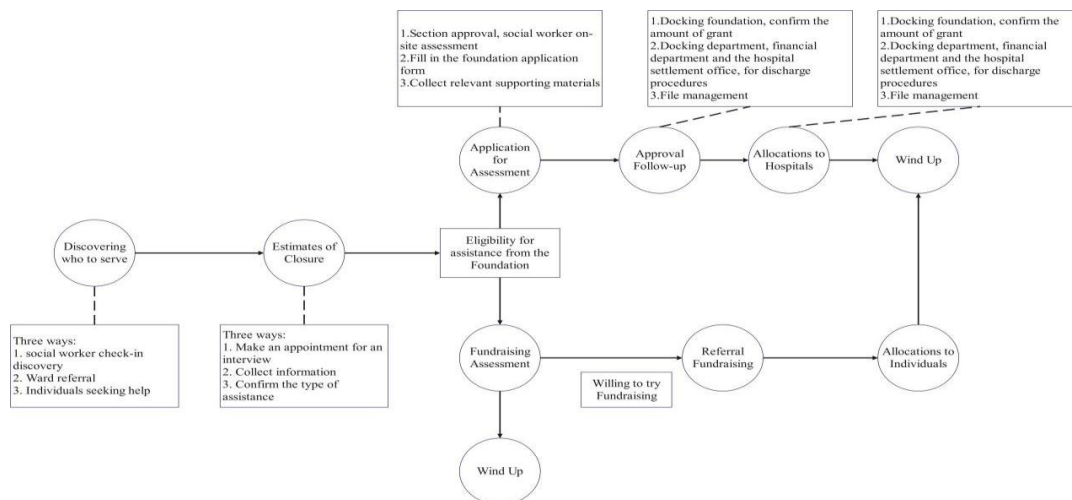 1.Section approval, social worker on-
site assessment
2.Fill in the foundation application
form
3.Collect relevant supporting materials
1.Docking foundation, confirm the
amount of grant
2.Docking department, financial
department and the hospital
settlement office, for discharge
procedures
3.File management
1.Docking foundation, confirm the
amount of grant
2.Docking department, financial
department and the hospital
settlement office, for discharge
procedures
3.File management
Application
for
Assessment
Approval
Follow-up
Allocations to
Hospitals
Wind Up
Discovering
who to serve
Estimates of
Closure
Eligibility for
assistance from the
Foundation
Three ways:
1. social worker check-in
discovery
2. Ward referral
3. Individuals seeking help
Three ways:
1. Make an appointment for an
interview
2. Collect information
3. Confirm the type of
assistance
Fundraising
Assessment
Willing to try
Fundraising
Referral
Fundraising
Allocations to
Individuals
Wind Up